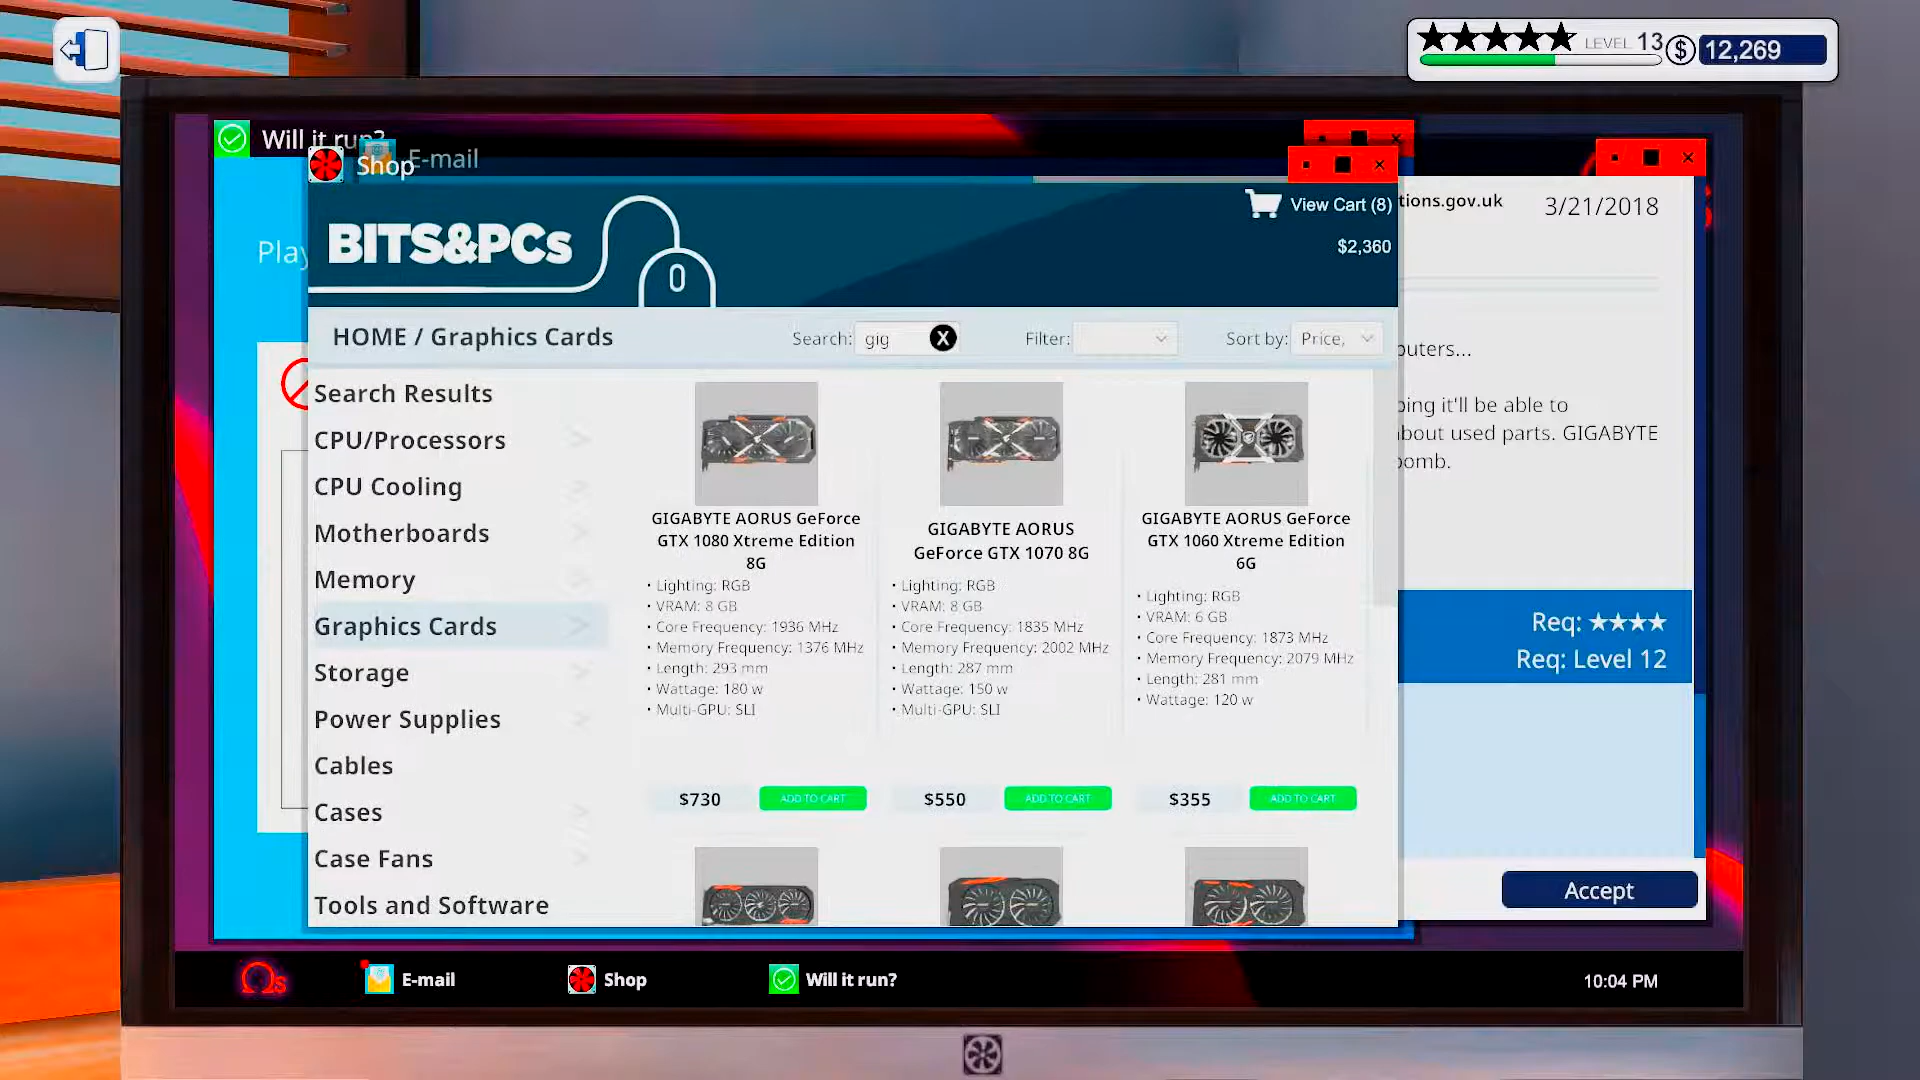 LEVEL 13
$ 12,269
Will it run?
E-mail
Shop
BITS&PCs
View Cart (8)
$2,360
tions.gov.uk
3/21/2018
Play
HOME / Graphics Cards
Search: gig X
Filter:
Sort by: Price,
Search Results
CPU/Processors
CPU Cooling
Motherboards
Memory
Graphics Cards
Storage
Power Supplies
Cables
Cases
Case Fans
Tools and Software
GIGABYTE AORUS GeForce
GTX 1080 Xtreme Edition
8G
• Lighting: RGB
• VRAM: 8 GB
• Core Frequency: 1936 MHz
• Memory Frequency: 1376 MHz
• Length: 293 mm
• Wattage: 180 w
• Multi-GPU: SLI
$730
ADD TO CART
GIGABYTE AORUS
GeForce GTX 1070 8G
• Lighting: RGB
• VRAM: 8 GB
• Core Frequency: 1835 MHz
• Memory Frequency: 2002 MHz
• Length: 287 mm
• Wattage: 150 w
• Multi-GPU: SLI
$550
ADD TO CART
GIGABYTE AORUS GeForce
GTX 1060 Xtreme Edition
6G
• Lighting: RGB
• VRAM: 6 GB
• Core Frequency: 1873 MHz
• Memory Frequency: 2079 MHz
• Length: 281 mm
• Wattage: 120 w
$355
ADD TO CART
puters...
ping it'll be able to
about used parts. GIGABYTE
bomb.
Req: ★★★★
Req: Level 12
Accept
Ωs
E-mail
Shop
Will it run?
10:04 PM